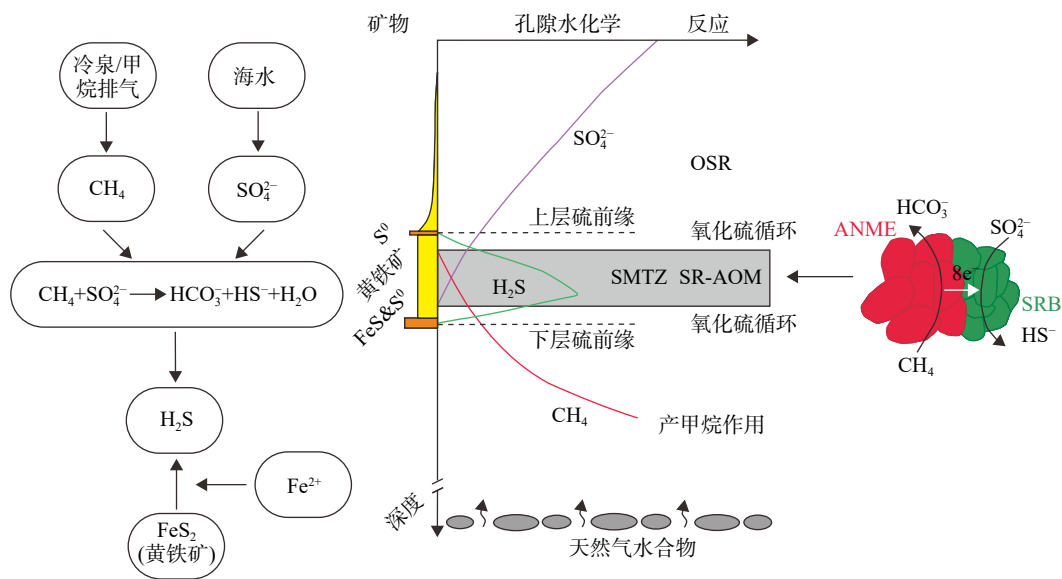 冷泉/甲
烷排气
海水
CH₄
SO₄²⁻
CH₄+SO₄²⁻→HCO₃⁻+HS⁻+H₂O
H₂S
Fe²⁺
FeS₂
(黄铁矿)
矿物
孔隙水化学
反应
SO₄²⁻
OSR
S⁰
上层硫前缘
氧化硫循环
黄铁矿
H₂S
SMTZ SR-AOM
FeS&S⁰
下层硫前缘
氧化硫循环
CH₄
产甲烷作用
深度
天然气水合物
HCO₃⁻
SO₄²⁻
ANME
8e⁻
SRB
HS⁻
CH₄